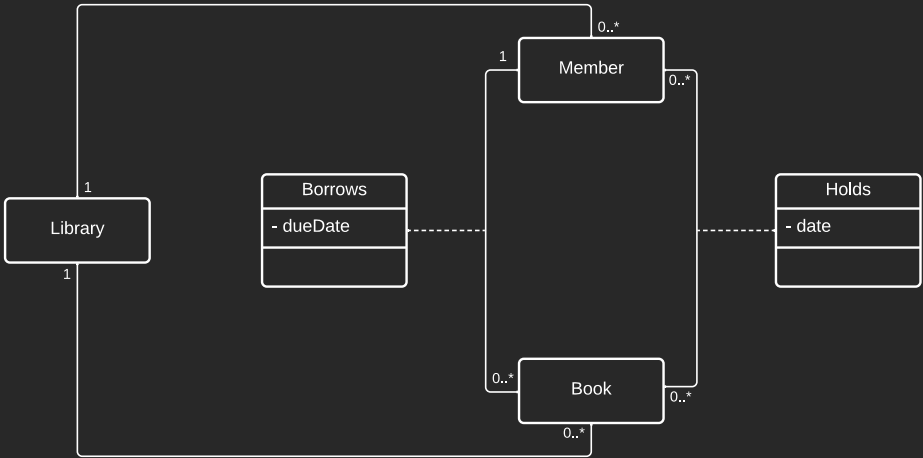 0..*
1
Member
0..*
1
Borrows
Holds
Library
- dueDate
- date
1
0..*
Book
0..*
0..*